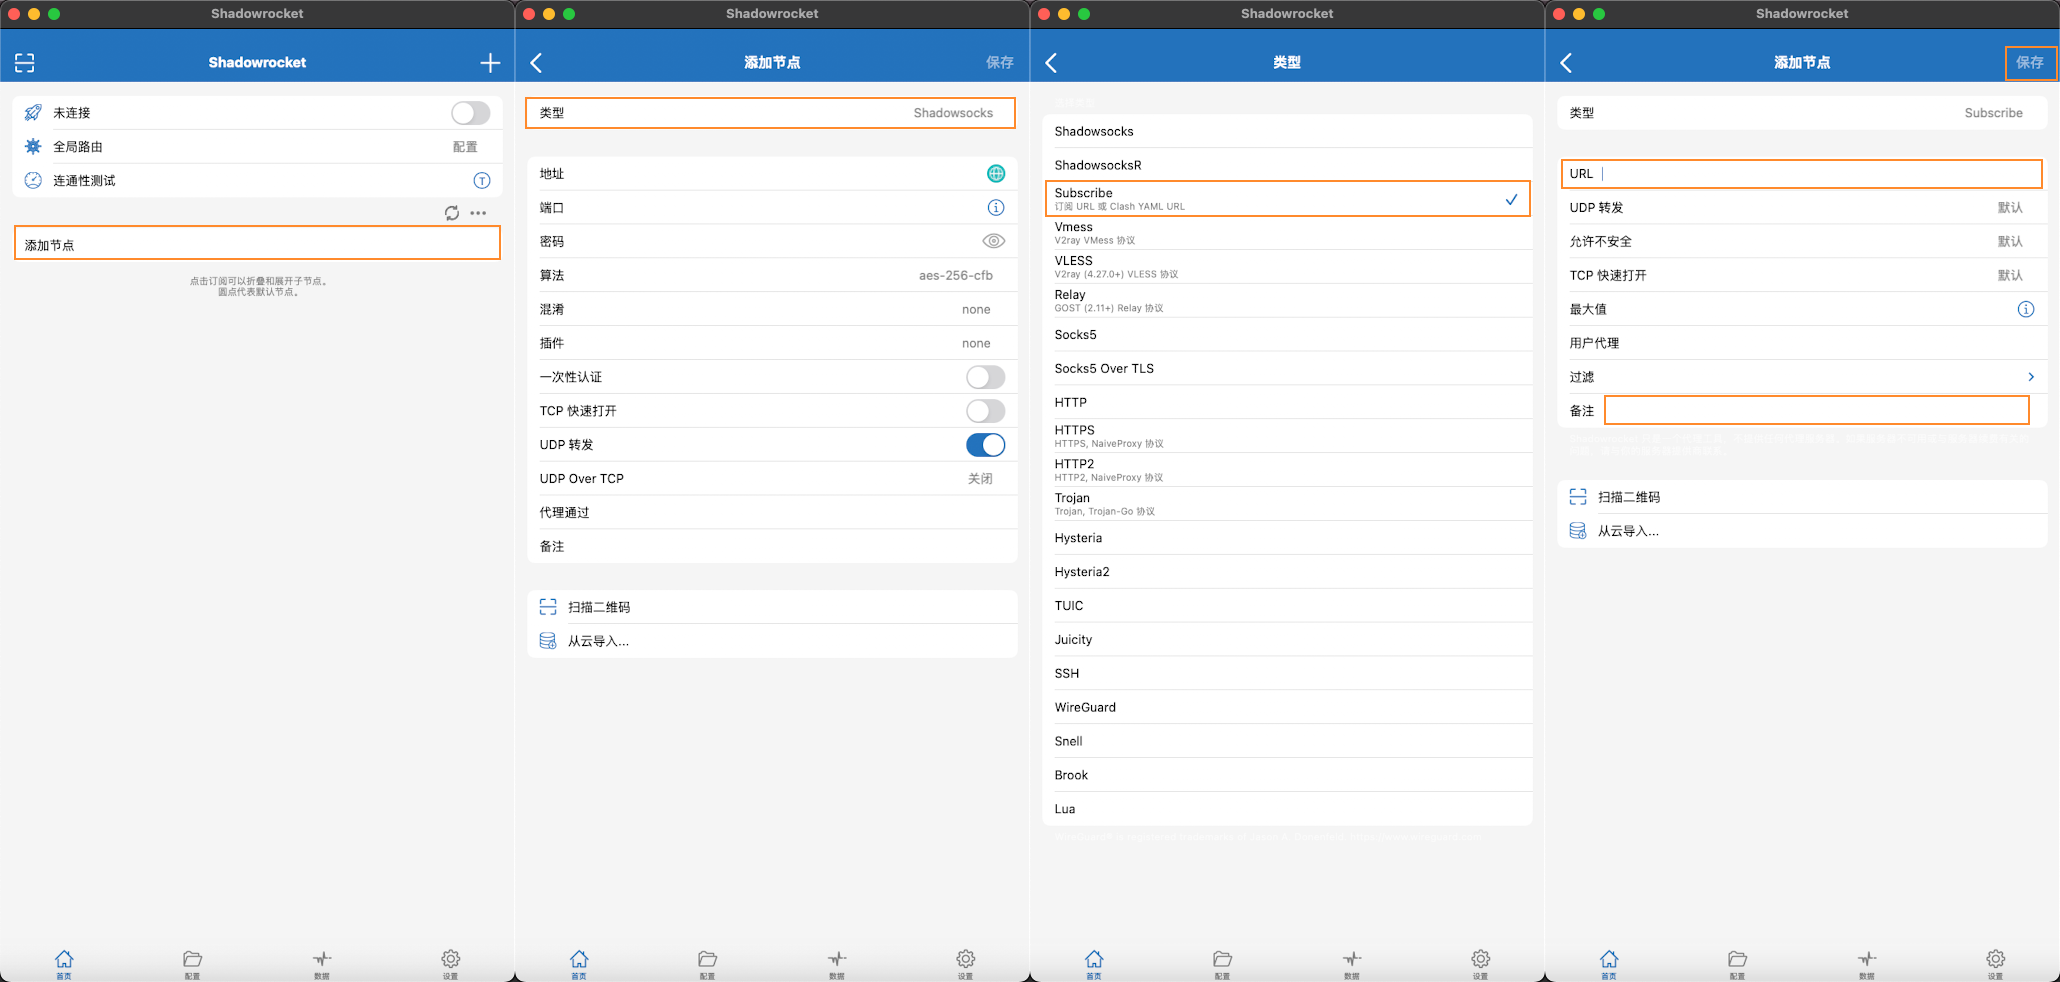 Shadowrocket
Shadowrocket
未连接
全局路由
配置
连通性测试
T
添加节点
点击订阅可以折叠和展开子节点。
圆点代表默认节点。
首页
配置
数据
设置
Shadowrocket
添加节点
保存
类型
Shadowsocks
地址
端口
密码
算法
aes-256-cfb
混淆
none
插件
none
一次性认证
TCP 快速打开
UDP 转发
UDP Over TCP
关闭
代理通过
备注
扫描二维码
从云导入...
首页
配置
数据
设置
Shadowrocket
类型
Shadowsocks
ShadowsocksR
Subscribe
订阅 URL 或 Clash YAML URL
Vmess
V2ray VMess 协议
VLESS
V2ray (4.27.0+) VLESS 协议
Relay
GOST (2.11+) Relay 协议
Socks5
Socks5 Over TLS
HTTP
HTTPS
HTTPS, NaiveProxy 协议
HTTP2
HTTP2, NaiveProxy 协议
Trojan
Trojan, Trojan-Go 协议
Hysteria
Hysteria2
TUIC
Juicity
SSH
WireGuard
Snell
Brook
Lua
首页
配置
数据
设置
Shadowrocket
添加节点
保存
类型
Subscribe
URL
UDP 转发
默认
允许不安全
默认
TCP 快速打开
默认
最大值
用户代理
过滤
备注
扫描二维码
从云导入...
首页
配置
数据
设置